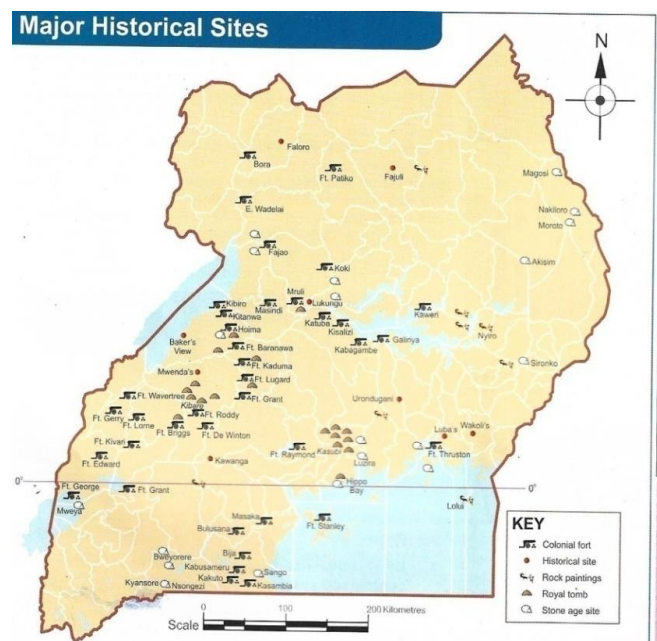 Major Historical Sites
N
Faloro
Bora
Ft. Patiko
Fajuli
Magosi
E. Wadelai
Nakiloro
Moroto
Fajao
Akisim
Koki
Mruli
Kibiro
Masindi
Lukungu
Kaweri
Kitanwa
Katuba
Hoima
Kisalizi
Nyiro
Baker's
View
Galinya
Ft. Baranawa
Kabagambe
Sironko
Ft. Kaduma
Mwenda's
Ft. Lugard
Ft. Wavertree
Ft. Grant
Urondugani
Kibare
Ft. Gerry
Ft. Roddy
Ft. Lorne
Ft. Briggs
Ft. De Winton
Luba's
Wakoli's
Ft. Kivari
Ft. Raymond
Kasubi
Ft. Thruston
Ft. Edward
Kawanga
Luzira
0°
Hippo
Bay
0°
Ft. George
Ft. Grant
Lolui
Mweya
Masaka
Ft. Stanley
Bulusana
Bweyorere
Bija
Kabusameru
Sango
Kyansore
Nsongezi
Kakuto
Kasambia
KEY
Colonial fort
Historical site
Rock paintings
Royal tomb
Stone age site
0
100
200 Kilometres
Scale